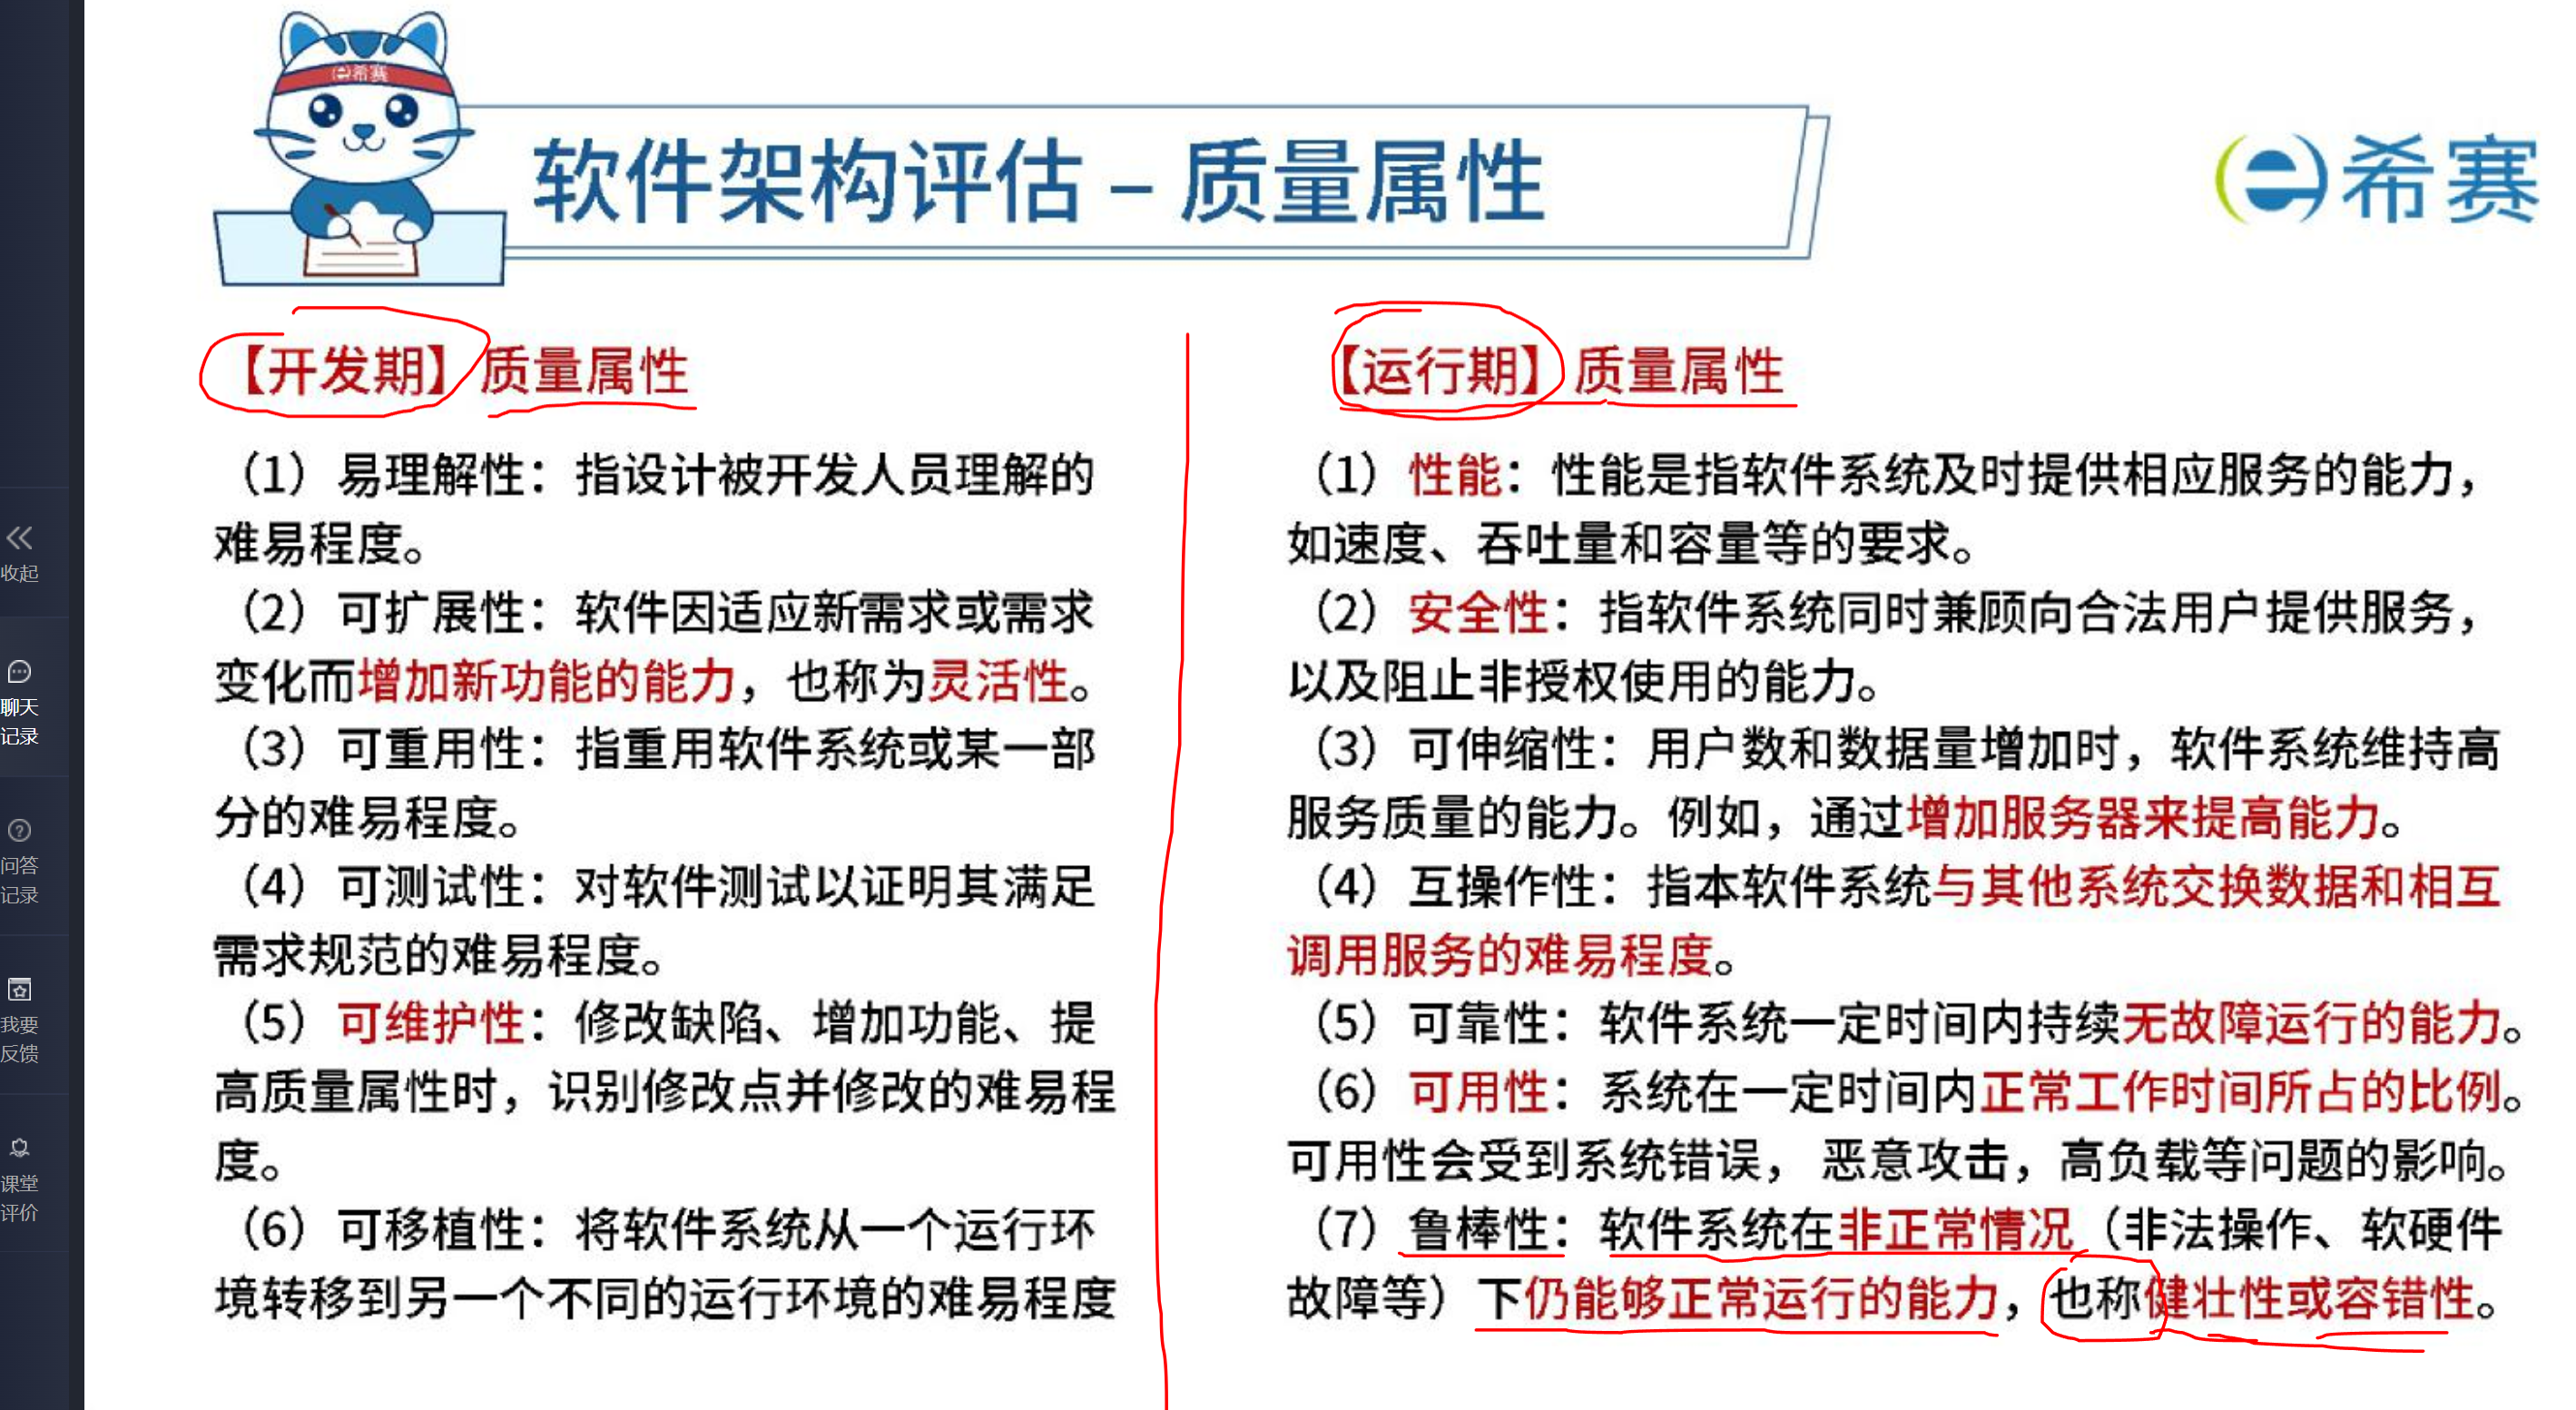 希赛
软件架构评估 – 质量属性
希赛
【开发期】质量属性
（1）易理解性：指设计被开发人员理解的
难易程度。
（2）可扩展性：软件因适应新需求或需求
变化而增加新功能的能力，也称为灵活性。
（3）可重用性：指重用软件系统或某一部
分的难易程度。
（4）可测试性：对软件测试以证明其满足
需求规范的难易程度。
（5）可维护性：修改缺陷、增加功能、提
高质量属性时，识别修改点并修改的难易程
度。
（6）可移植性：将软件系统从一个运行环
境转移到另一个不同的运行环境的难易程度
【运行期】质量属性
（1）性能：性能是指软件系统及时提供相应服务的能力，
如速度、吞吐量和容量等的要求。
（2）安全性：指软件系统同时兼顾向合法用户提供服务，
以及阻止非授权使用的能力。
（3）可伸缩性：用户数和数据量增加时，软件系统维持高
服务质量的能力。例如，通过增加服务器来提高能力。
（4）互操作性：指本软件系统与其他系统交换数据和相互
调用服务的难易程度。
（5）可靠性：软件系统一定时间内持续无故障运行的能力。
（6）可用性：系统在一定时间内正常工作时间所占的比例。
可用性会受到系统错误， 恶意攻击，高负载等问题的影响。
（7）鲁棒性：软件系统在非正常情况（非法操作、软硬件
故障等）下仍能够正常运行的能力，也称健壮性或容错性。
收起
聊天
记录
问答
记录
我要
反馈
课堂
评价